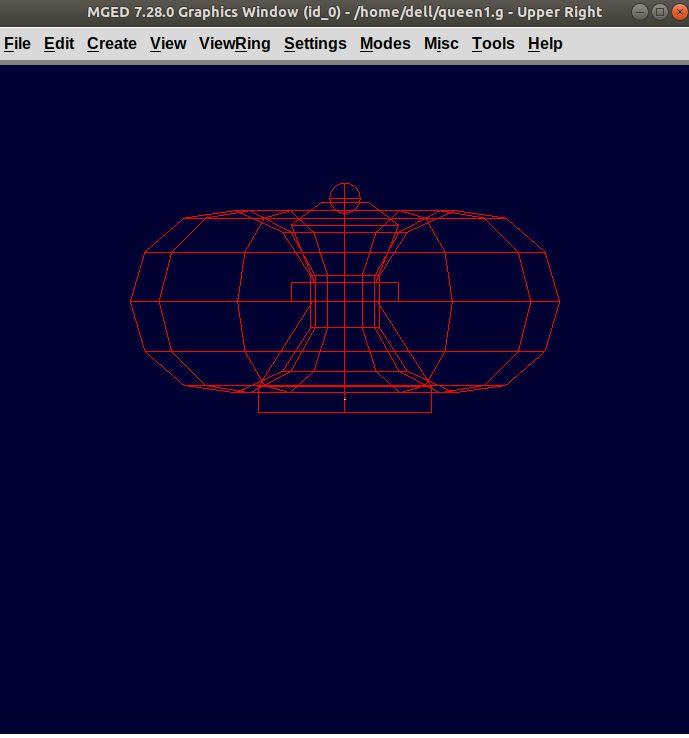 MGED 7.28.0 Graphics Window (id_0) - /home/dell/queen1.g - Upper Right
File Edit Create View ViewRing Settings Modes Misc Tools Help